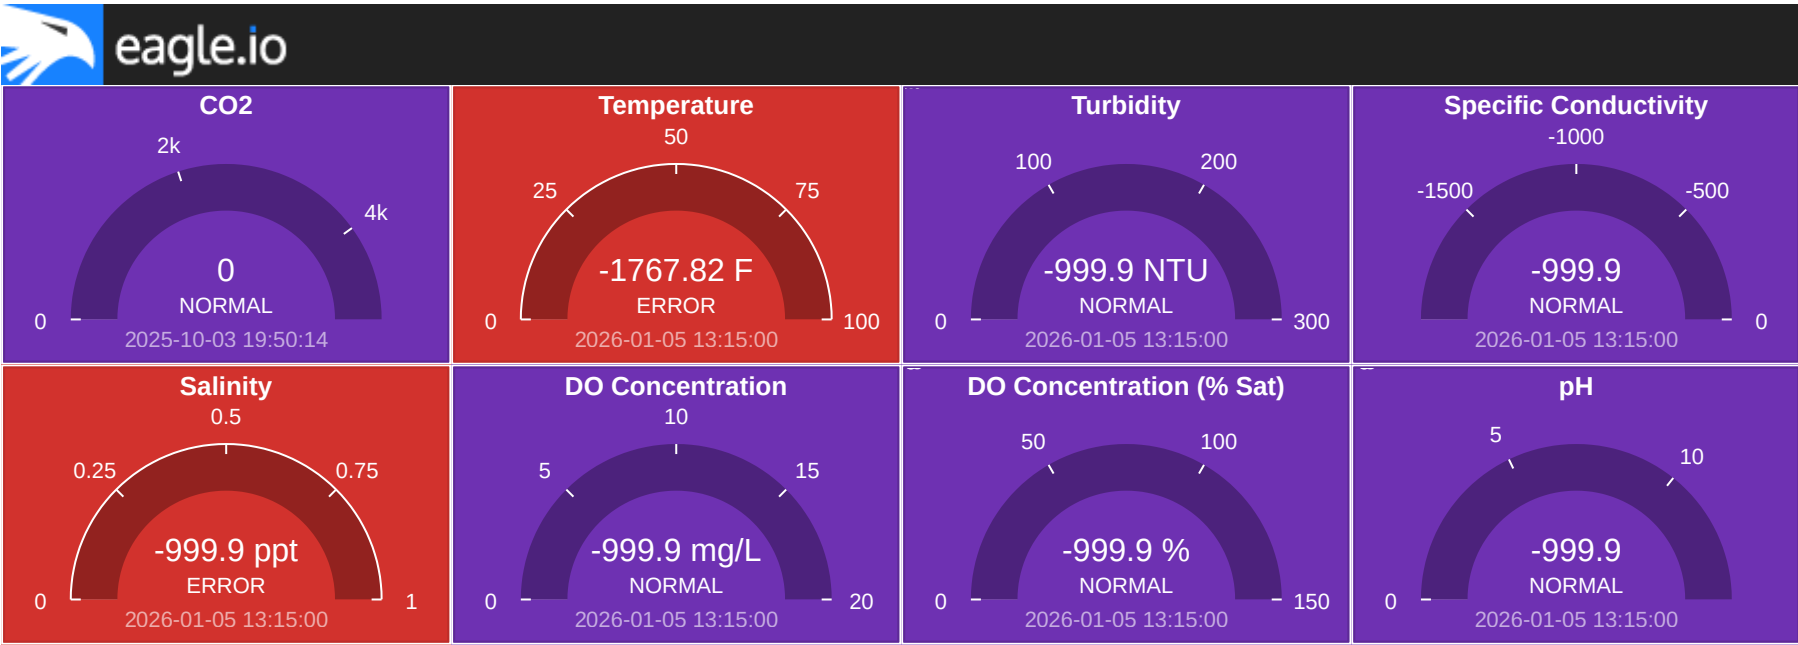 eagle.io
CO2
2k
4k
0
0
NORMAL
2025-10-03 19:50:14
Temperature
50
25
75
0
100
-1767.82 F
ERROR
2026-01-05 13:15:00
Turbidity
100
200
0
300
-999.9 NTU
NORMAL
2026-01-05 13:15:00
Specific Conductivity
-1000
-1500
-500
0
-999.9
NORMAL
2026-01-05 13:15:00
Salinity
0.5
0.25
0.75
0
1
-999.9 ppt
ERROR
2026-01-05 13:15:00
DO Concentration
10
5
15
0
20
-999.9 mg/L
NORMAL
2026-01-05 13:15:00
DO Concentration (% Sat)
50
100
0
150
-999.9 %
NORMAL
2026-01-05 13:15:00
pH
5
10
0
-999.9
NORMAL
2026-01-05 13:15:00